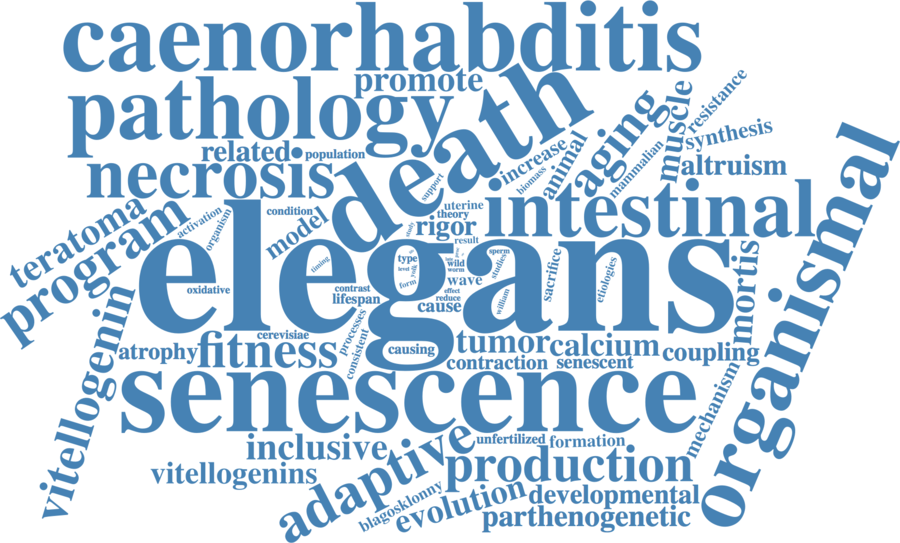 caenorhabditis
promote
pathology
death
resistance
muscle
aging
synthesis
related
population
increase
animal
mammalian
altruism
necrosis
biomass
support
intestinal
organismal
teratoma
program
activation
organism
condition
model
uterine
theory
rigor
study
result
elegans
timing
type
level
wild
worm
sperm
studies
form
wave
oxidative
contrast
lifespan
effect
reduce
cause
william
sacrifice
etiologies
mortis
vitellogenin
atrophy
fitness
cerevisiae
processes
consistent
causing
tumor
calcium
coupling
contraction
senescent
senescence
mechanism
inclusive
adaptive
unfertilized
formation
vitellogenins
production
blagosklonny
evolution
developmental
parthenogenetic